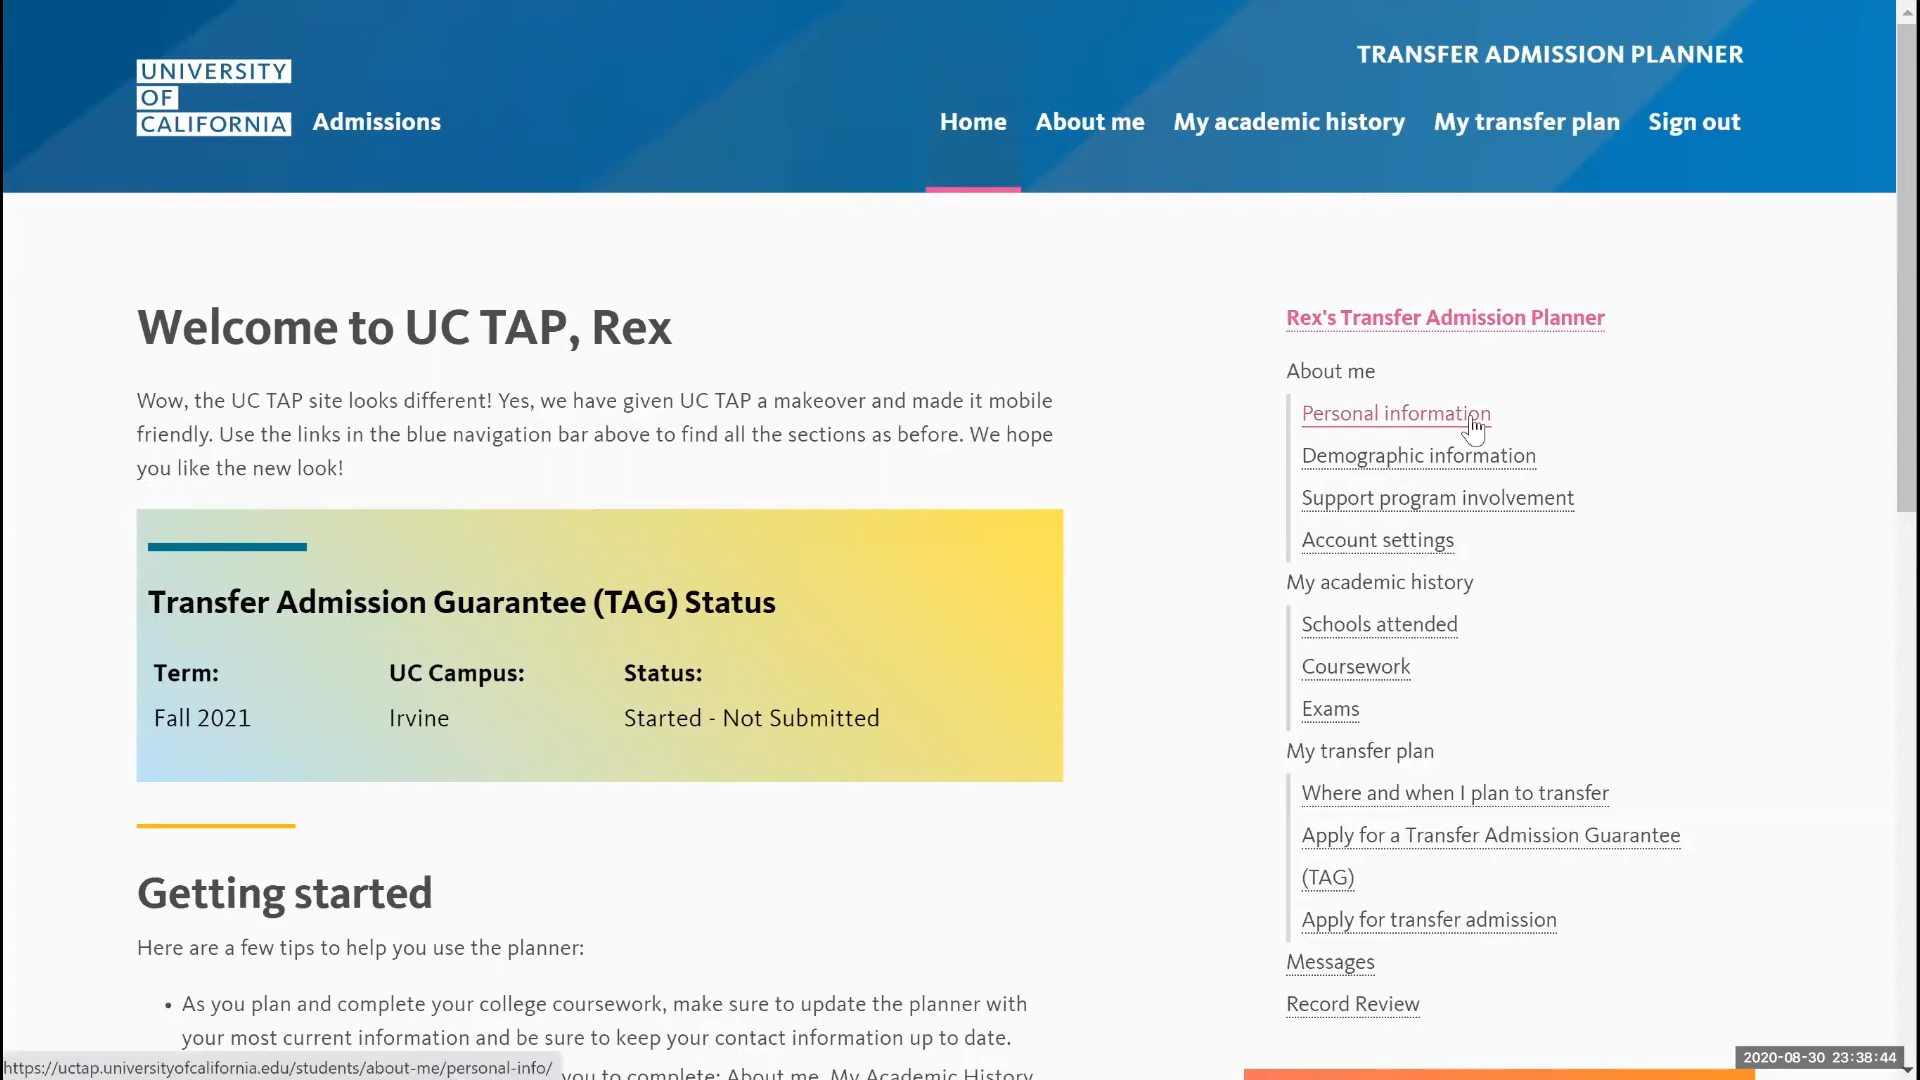 TRANSFER ADMISSION PLANNER
UNIVERSITY
OF
CALIFORNIA
Admissions
Home
About me
My academic history
My transfer plan
Sign out
Welcome to UC TAP, Rex
Wow, the UC TAP site looks different! Yes, we have given UC TAP a makeover and made it mobile
friendly. Use the links in the blue navigation bar above to find all the sections as before. We hope
you like the new look!
Transfer Admission Guarantee (TAG) Status
Term:
UC Campus:
Status:
Fall 2021
Irvine
Started - Not Submitted
Getting started
Here are a few tips to help you use the planner:
• As you plan and complete your college coursework, make sure to update the planner with
your most current information and be sure to keep your contact information up to date.
you to complete: About me, My Academic History
Rex's Transfer Admission Planner
About me
Personal information
Demographic information
Support program involvement
Account settings
My academic history
Schools attended
Coursework
Exams
My transfer plan
Where and when I plan to transfer
Apply for a Transfer Admission Guarantee
(TAG)
Apply for transfer admission
Messages
Record Review
https://uctap.universityofcalifornia.edu/students/about-me/personal-info/
2020-08-30 23:38:44